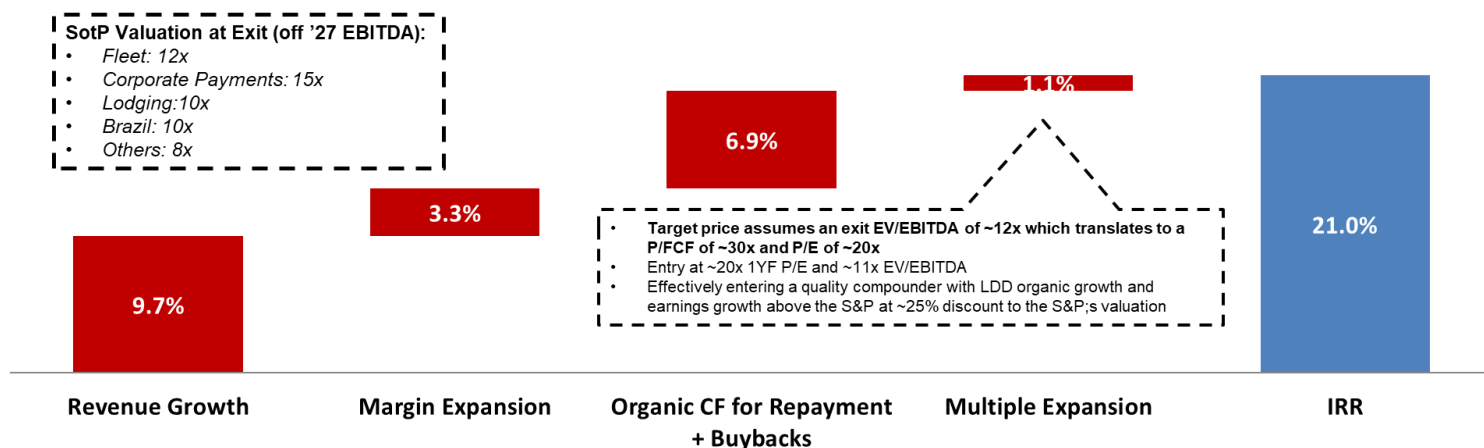 SotP Valuation at Exit (off ’27 EBITDA):
• Fleet: 12x
• Corporate Payments: 15x
• Lodging:10x
• Brazil: 10x
• Others: 8x
9.7%
3.3%
6.9%
1.1%
21.0%
• Target price assumes an exit EV/EBITDA of ~12x which translates to a
P/FCF of ~30x and P/E of ~20x
• Entry at ~20x 1YF P/E and ~11x EV/EBITDA
• Effectively entering a quality compounder with LDD organic growth and
earnings growth above the S&P at ~25% discount to the S&P;s valuation
Revenue Growth
Margin Expansion
Organic CF for Repayment
+ Buybacks
Multiple Expansion
IRR